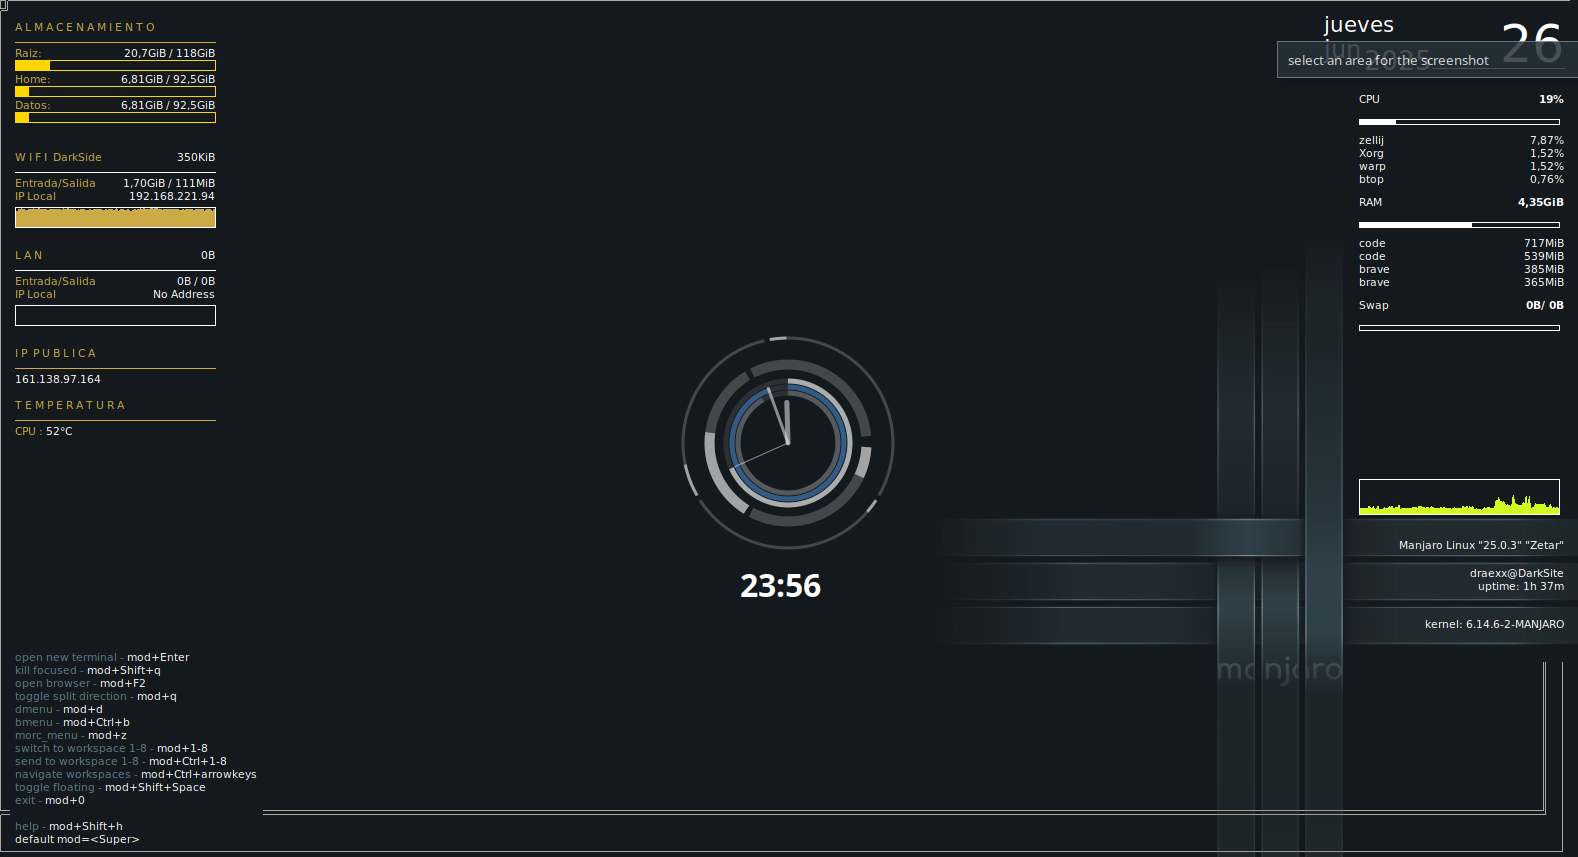 ALMACENAMIENTO
Raiz: 20,7GiB / 118GiB
Home: 6,81GiB / 92,5GiB
Datos: 6,81GiB / 92,5GiB
WIFI DarkSide 350KiB
Entrada/Salida 1,70GiB / 111MiB
IP Local 192.168.221.94
LAN 0B
Entrada/Salida 0B / 0B
IP Local No Address
IP PUBLICA
161.138.97.164
TEMPERATURA
CPU : 52°C
open new terminal - mod+Enter
kill focused - mod+Shift+q
open browser - mod+F2
toggle split direction - mod+q
dmenu - mod+d
bmenu - mod+Ctrl+b
morc_menu - mod+z
switch to workspace 1-8 - mod+1-8
send to workspace 1-8 - mod+Ctrl+1-8
navigate workspaces - mod+Ctrl+arrowkeys
toggle floating - mod+Shift+Space
exit - mod+0
help - mod+Shift+h
default mod=<Super>
23:56
jueves 26
jun 2025
select an area for the screenshot
CPU 19%
zellij 7,87%
Xorg 1,52%
warp 1,52%
btop 0,76%
RAM 4,35GiB
code 717MiB
code 539MiB
brave 385MiB
brave 365MiB
Swap 0B/ 0B
Manjaro Linux "25.0.3" "Zetar"
draexx@DarkSite
uptime: 1h 37m
kernel: 6.14.6-2-MANJARO
manjaro